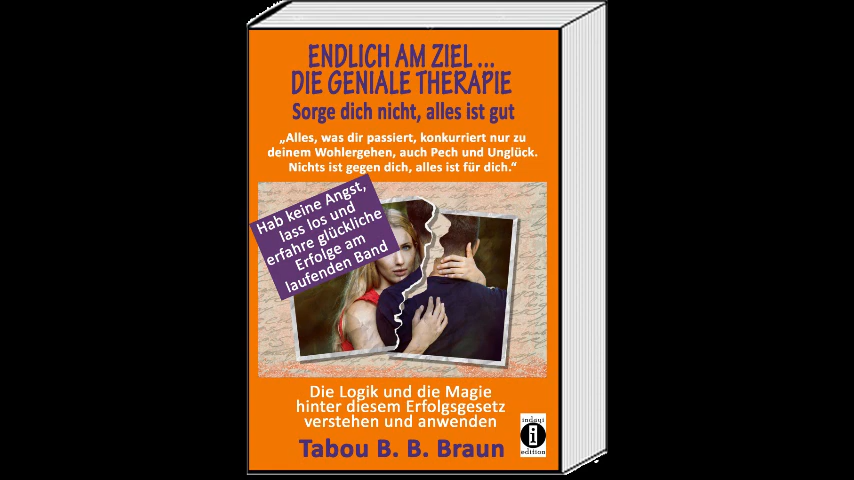 ENDLICH AM ZIEL ...
DIE GENIALE THERAPIE
Sorge dich nicht, alles ist gut
„Alles, was dir passiert, konkurriert nur zu
deinem Wohlergehen, auch Pech und Unglück.
Nichts ist gegen dich, alles ist für dich.“
Hab keine Angst,
lass los und
erfahre glückliche
Erfolge am
laufenden Band
Die Logik und die Magie
hinter diesem Erfolgsgesetz
verstehen und anwenden
indayi
i
edition
Tabou B. B. Braun